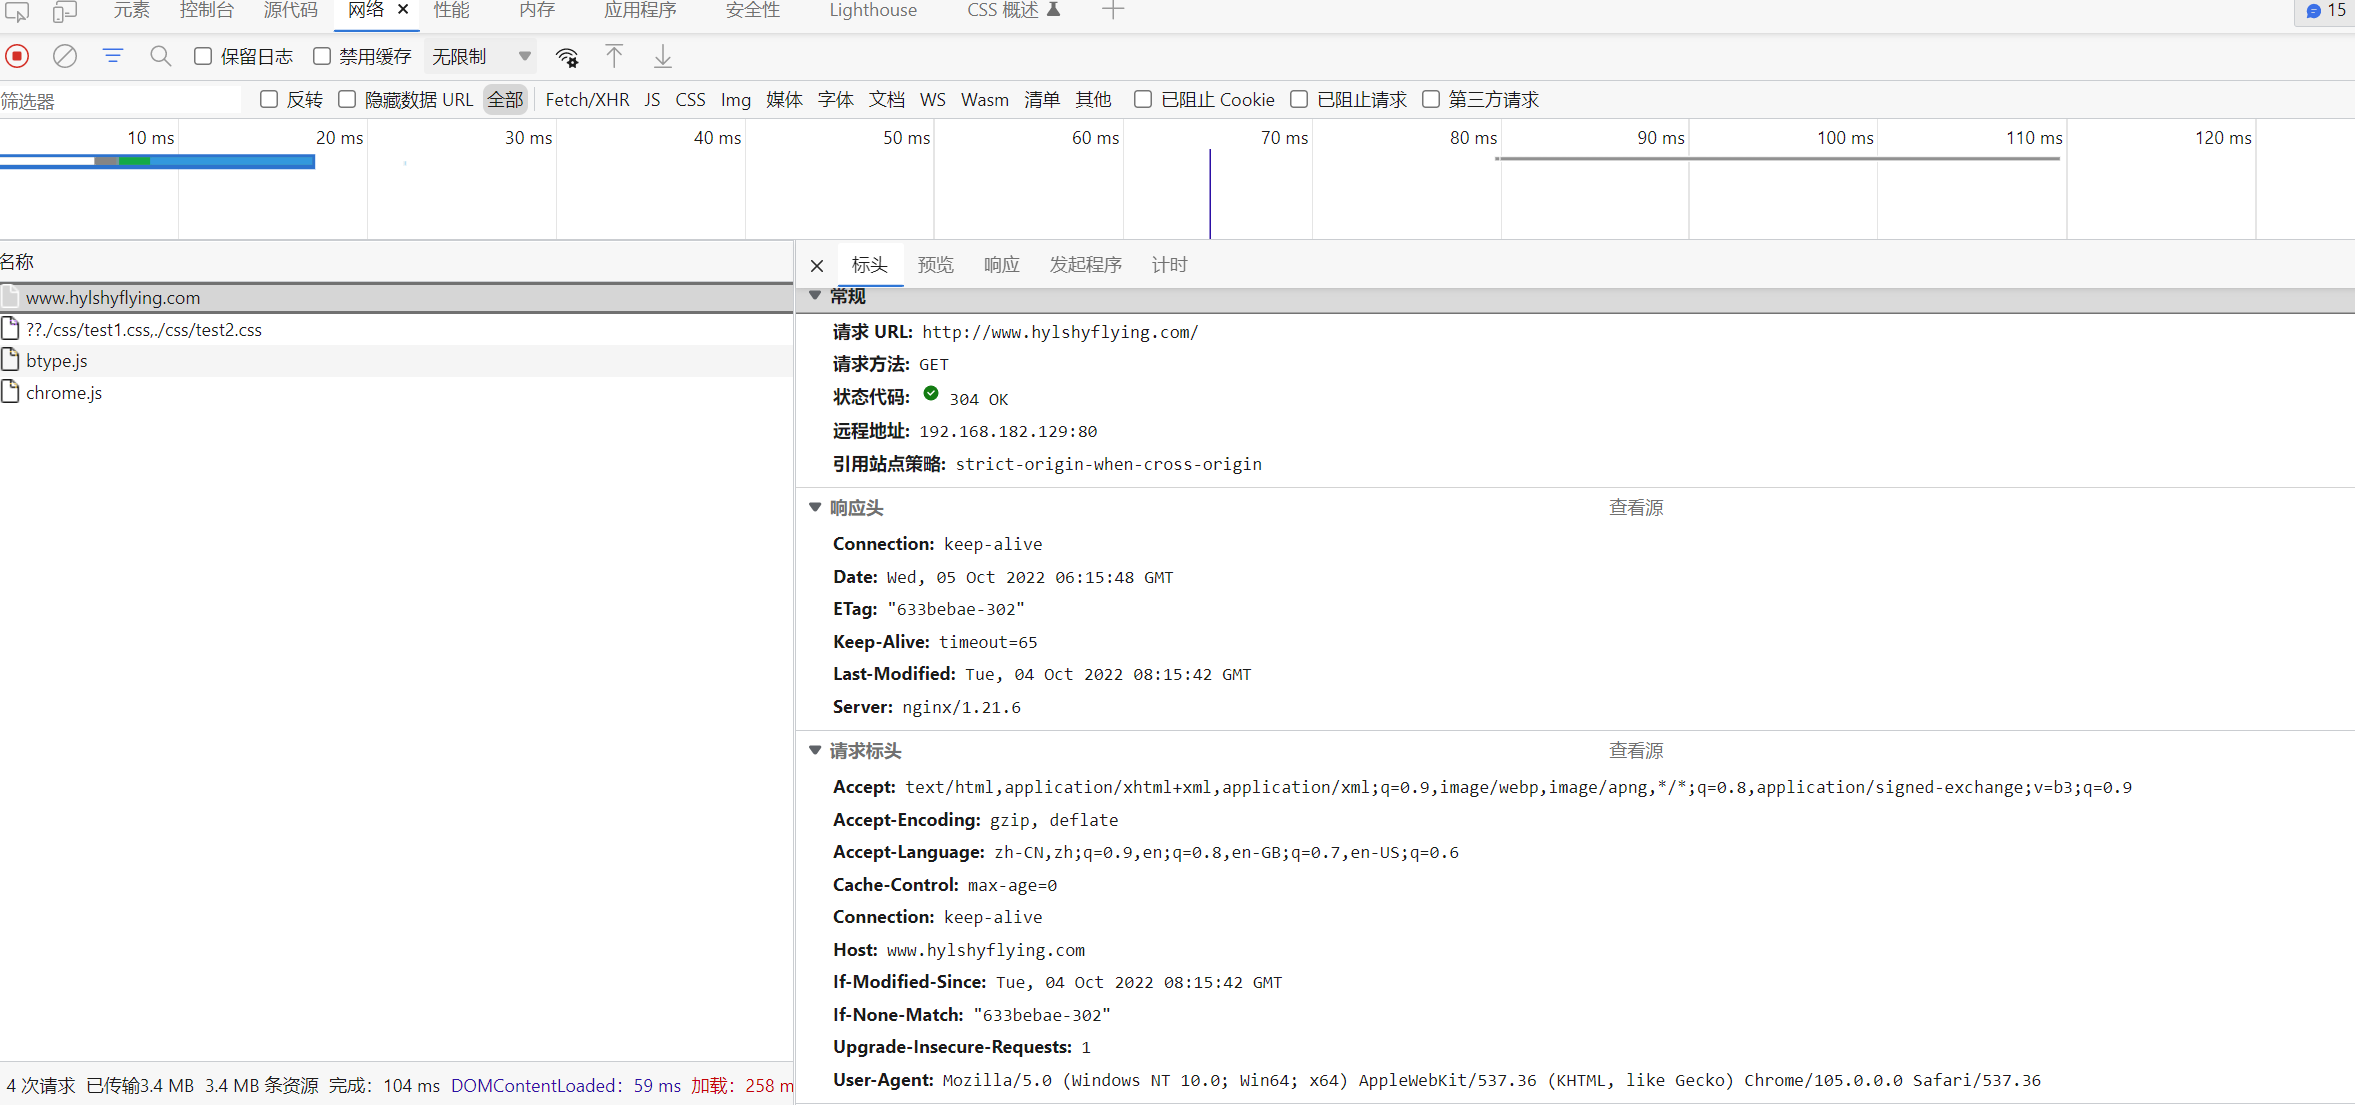 元素 控制台 源代码 网络 × 性能 内存 应用程序 安全性 Lighthouse CSS 概述 15
保留日志 禁用缓存 无限制
筛选器 反转 隐藏数据 URL 全部 Fetch/XHR JS CSS Img 媒体 字体 文档 WS Wasm 清单 其他 已阻止 Cookie 已阻止请求 第三方请求
10 ms 20 ms 30 ms 40 ms 50 ms 60 ms 70 ms 80 ms 90 ms 100 ms 110 ms 120 ms
名称
www.hylshyflying.com
??./css/test1.css,./css/test2.css
btype.js
chrome.js
4 次请求 已传输3.4 MB 3.4 MB 条资源 完成：104 ms DOMContentLoaded：59 ms 加载：258 m
标头 预览 响应 发起程序 计时
常规
请求 URL: http://www.hylshyflying.com/
请求方法: GET
状态代码: 304 OK
远程地址: 192.168.182.129:80
引用站点策略: strict-origin-when-cross-origin
响应头 查看源
Connection: keep-alive
Date: Wed, 05 Oct 2022 06:15:48 GMT
ETag: "633bebae-302"
Keep-Alive: timeout=65
Last-Modified: Tue, 04 Oct 2022 08:15:42 GMT
Server: nginx/1.21.6
请求标头 查看源
Accept: text/html,application/xhtml+xml,application/xml;q=0.9,image/webp,image/apng,*/*;q=0.8,application/signed-exchange;v=b3;q=0.9
Accept-Encoding: gzip, deflate
Accept-Language: zh-CN,zh;q=0.9,en;q=0.8,en-GB;q=0.7,en-US;q=0.6
Cache-Control: max-age=0
Connection: keep-alive
Host: www.hylshyflying.com
If-Modified-Since: Tue, 04 Oct 2022 08:15:42 GMT
If-None-Match: "633bebae-302"
Upgrade-Insecure-Requests: 1
User-Agent: Mozilla/5.0 (Windows NT 10.0; Win64; x64) AppleWebKit/537.36 (KHTML, like Gecko) Chrome/105.0.0.0 Safari/537.36